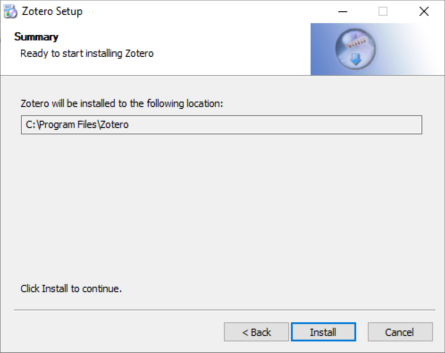 Zotero Setup
Summary
Ready to start installing Zotero
Zotero will be installed to the following location:
C:\Program Files\Zotero
Click Install to continue.
< Back
Install
Cancel